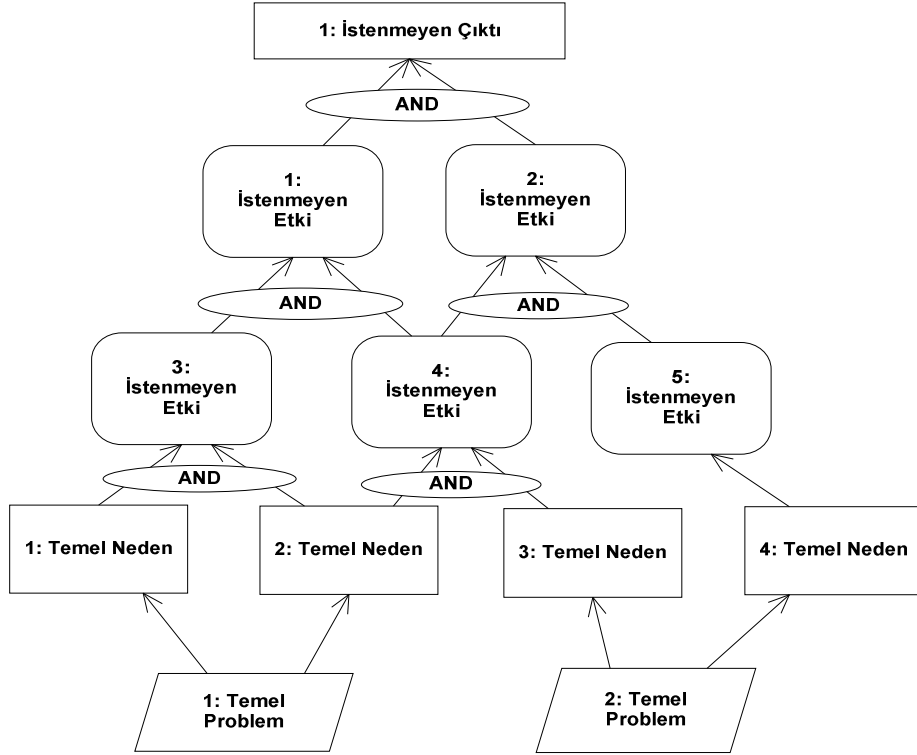 1: İstenmeyen Çıktı
AND
1:
İstenmeyen
Etki
2:
İstenmeyen
Etki
AND
AND
3:
İstenmeyen
Etki
4:
İstenmeyen
Etki
5:
İstenmeyen
Etki
AND
AND
1: Temel Neden
2: Temel Neden
3: Temel Neden
4: Temel Neden
1: Temel
Problem
2: Temel
Problem